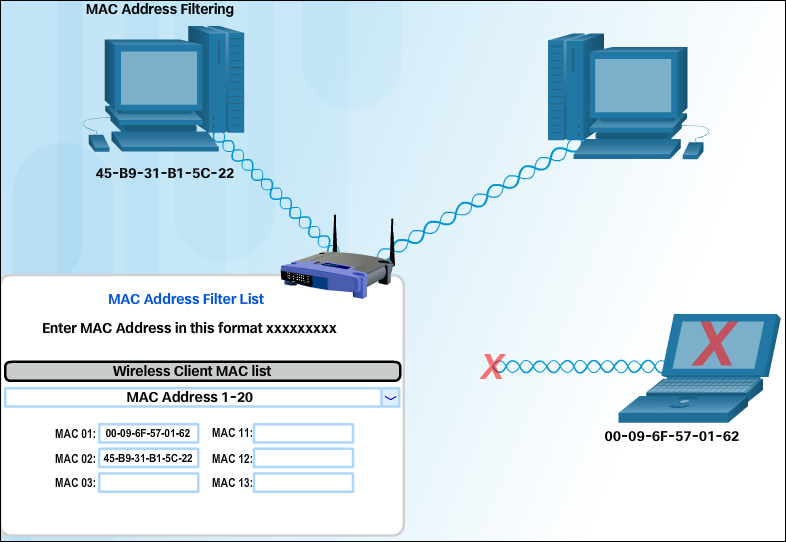 MAC Address Filtering
45-B9-31-B1-5C-22
MAC Address Filter List
Enter MAC Address in this format xxxxxxxxx
Wireless Client MAC list
MAC Address 1-20
MAC 01: 00-09-6F-57-01-62 MAC 11:
MAC 02: 45-B9-31-B1-5C-22 MAC 12:
MAC 03: MAC 13:
X
X
00-09-6F-57-01-62